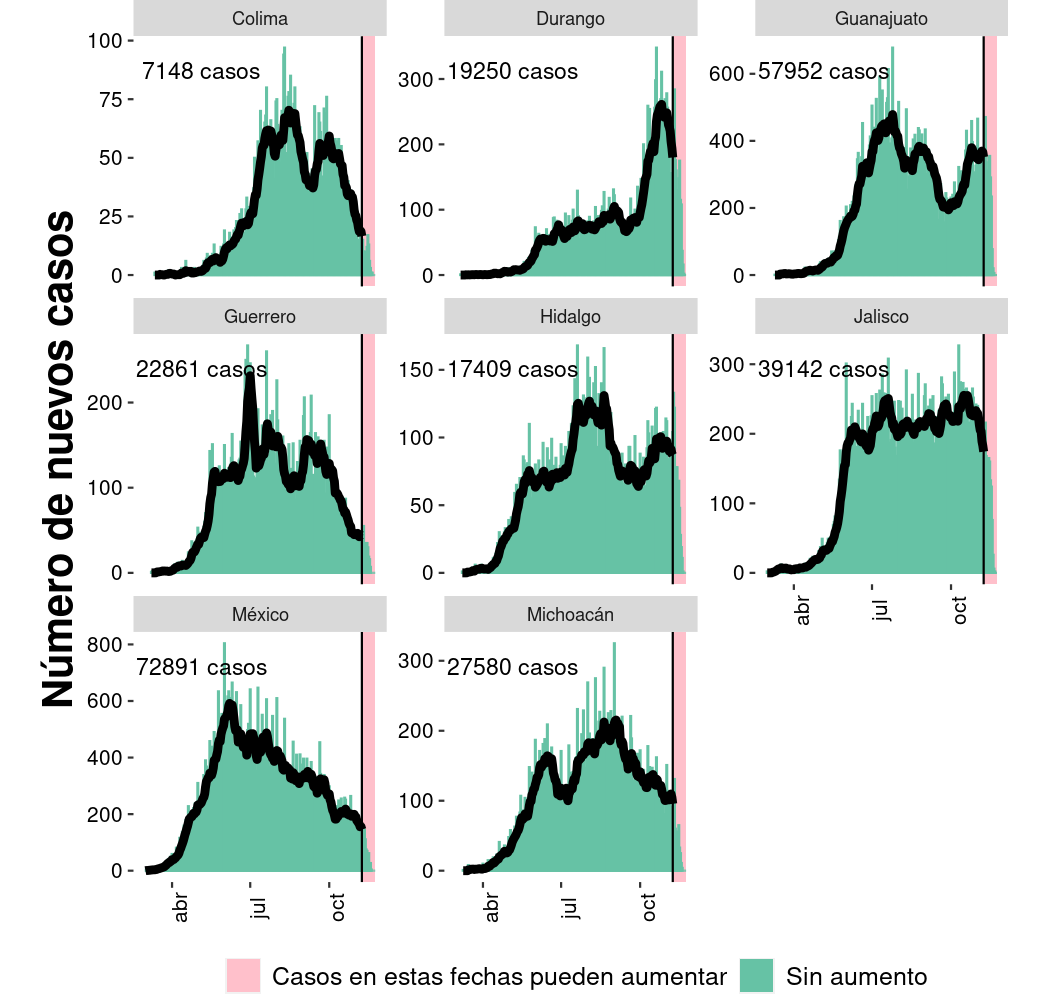 Número de nuevos casos
Colima
Durango
Guanajuato
100
75
50
25
0
7148 casos
300
200
100
0
19250 casos
600
400
200
0
57952 casos
Guerrero
Hidalgo
Jalisco
200
100
0
22861 casos
150
100
50
0
17409 casos
300
200
100
0
39142 casos
abr
jul
oct
México
Michoacán
800
600
400
200
0
72891 casos
300
200
100
0
27580 casos
abr
jul
oct
abr
jul
oct
Casos en estas fechas pueden aumentar
Sin aumento